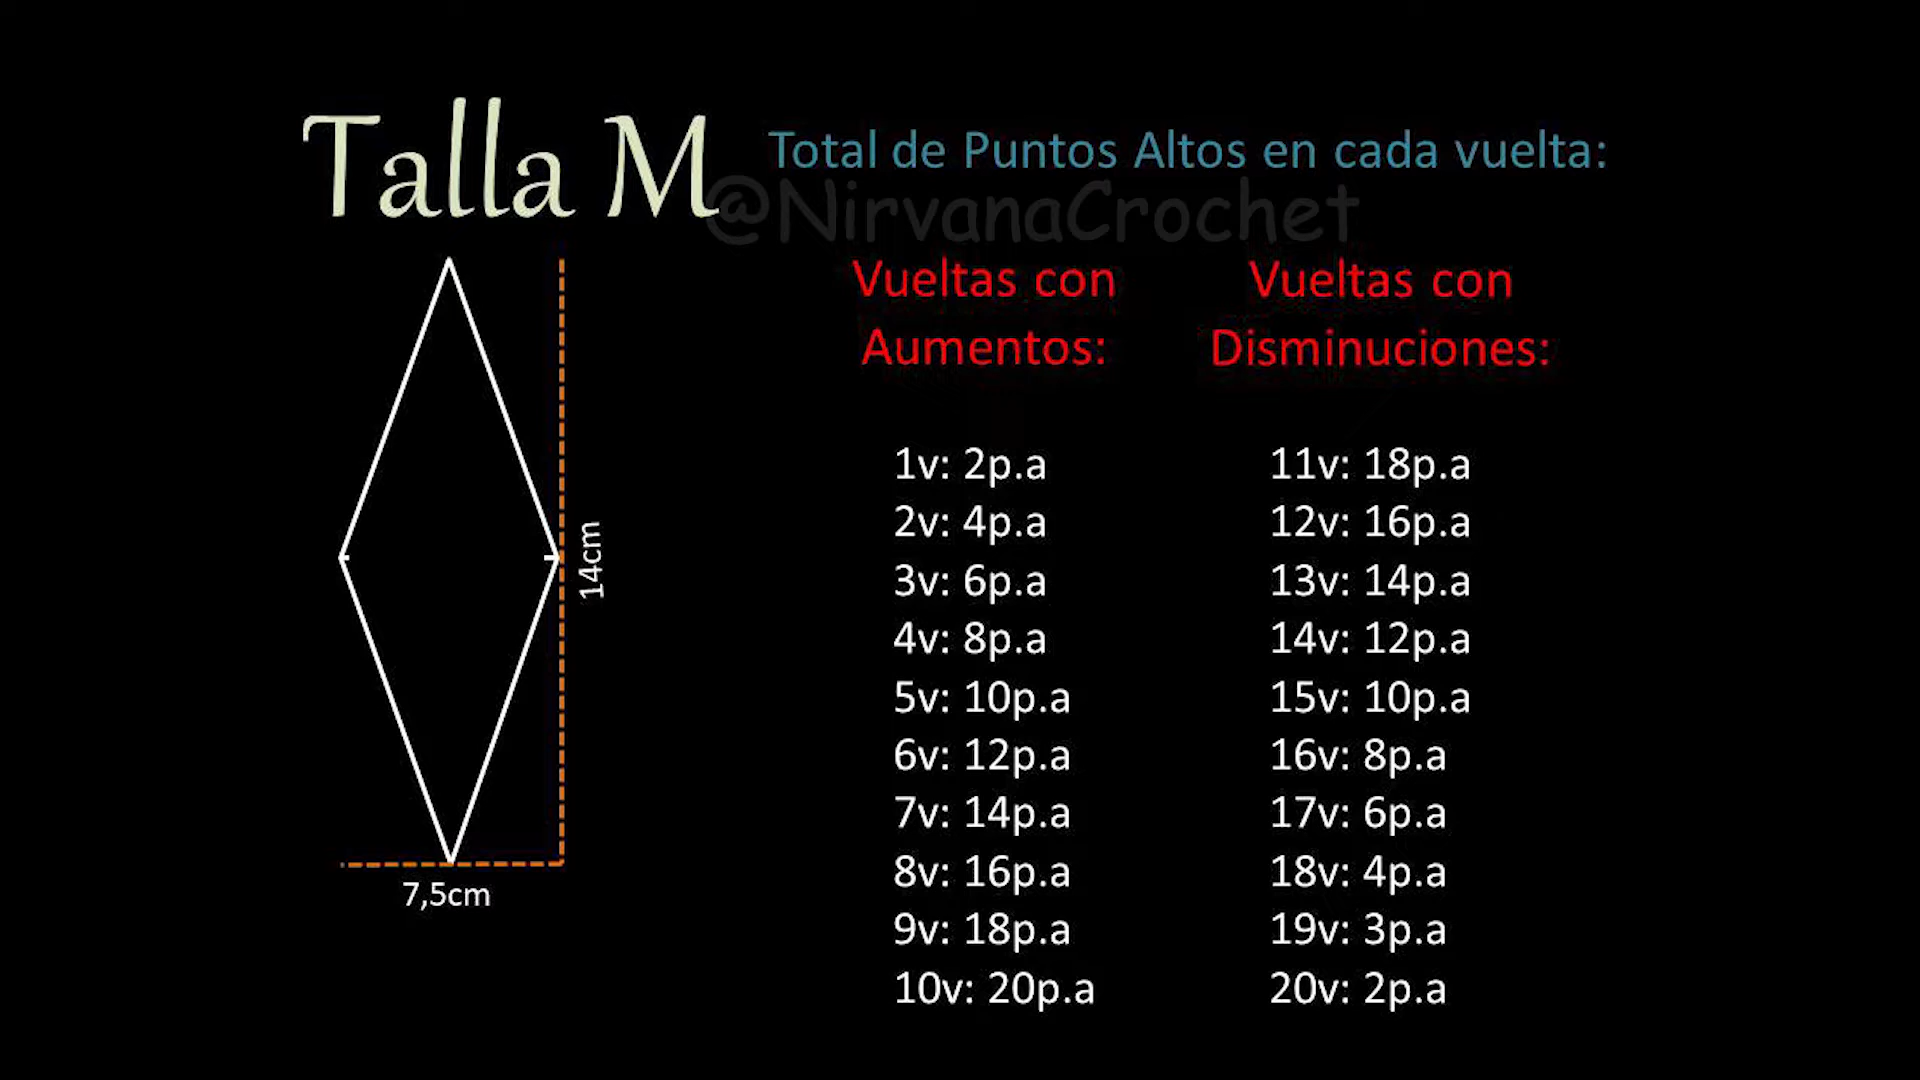 Talla M
Total de Puntos Altos en cada vuelta:
@NirvanaCrochet
Vueltas con
Aumentos:
1v: 2p.a
2v: 4p.a
3v: 6p.a
4v: 8p.a
5v: 10p.a
6v: 12p.a
7v: 14p.a
8v: 16p.a
9v: 18p.a
10v: 20p.a
Vueltas con
Disminuciones:
11v: 18p.a
12v: 16p.a
13v: 14p.a
14v: 12p.a
15v: 10p.a
16v: 8p.a
17v: 6p.a
18v: 4p.a
19v: 3p.a
20v: 2p.a
14cm
7,5cm